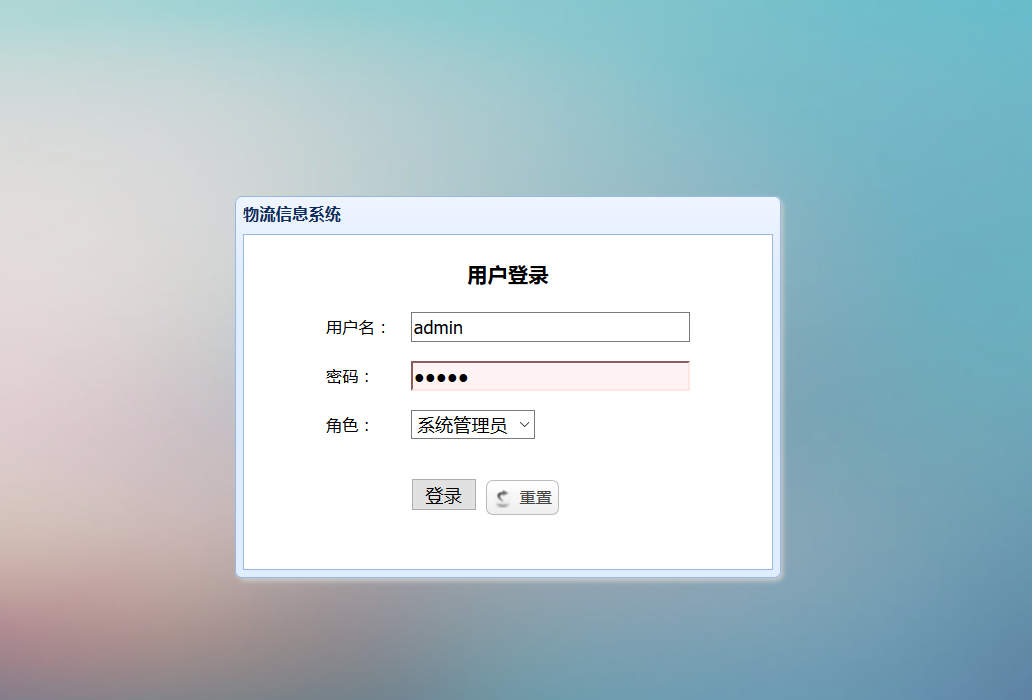 物流信息系统
用户登录
用户名： admin
密码： ●●●●●
角色： 系统管理员
登录 重置